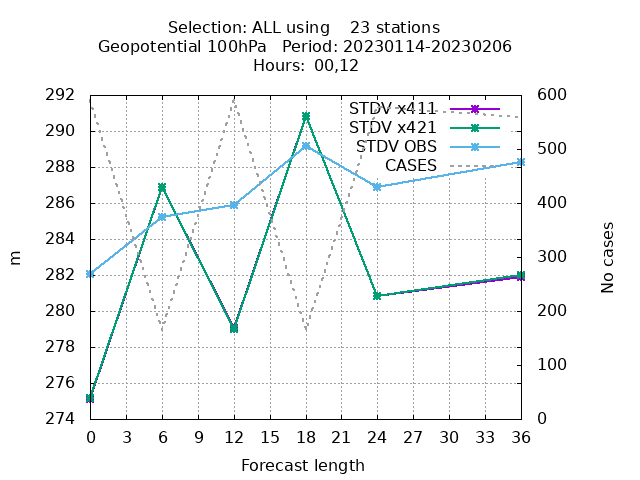 Selection: ALL using    23 stations
Geopotential 100hPa   Period: 20230114-20230206
Hours:  00,12
292
290
288
286
284
282
280
278
276
274
m
600
500
400
300
200
100
0
No cases
STDV x411
STDV x421
STDV OBS
CASES
0 3 6 9 12 15 18 21 24 27 30 33 36
Forecast length